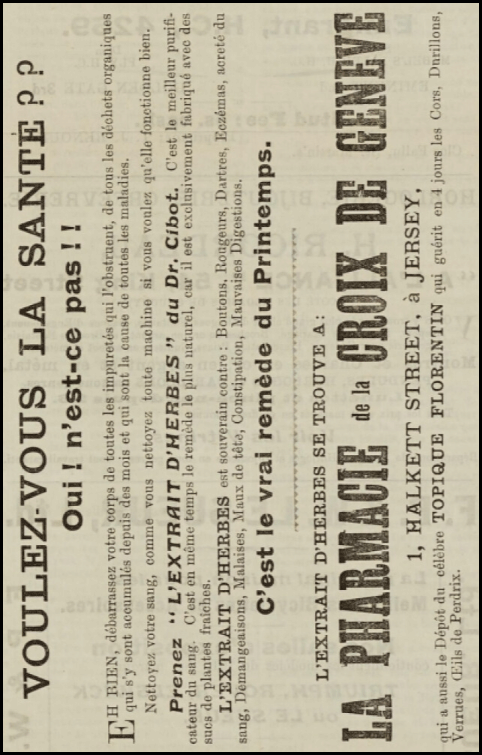 VOULEZ-VOUS LA SANTÉ ? ?
Oui ! n'est-ce pas ! !
EH BIEN, débarrassez votre corps de toutes les impuretés qui l'obstruent, de tous les déchets organiques
qui s'y sont accumulés depuis des mois et qui sont la cause de toutes les maladies.
Nettoyez votre sang, comme vous nettoyez toute machine si vous voulez qu'elle fonctionne bien.
Prenez "L'EXTRAIT D'HERBES" du Dr. Cibot. C'est le meilleur purifi-
cateur du sang. C'est en même temps le remède le plus naturel, car il est exclusivement fabriqué avec des
sucs de plantes fraîches.
L'EXTRAIT D'HERBES est souverain contre : Boutons, Rougeurs, Dartres, Eczémas, acreté du
sang, Demangeaisons, Malaises, Maux de tête, Constipation, Mauvaises Digestions.
C'est le vrai remède du Printemps.
L'EXTRAIT D'HERBES SE TROUVE A :
LA PHARMACIE de la CROIX DE GENEVE
1, HALKETT STREET, à JERSEY,
qui a aussi le Dépôt du célèbre TOPIQUE FLORENTIN qui guérit en 4 jours les Cors, Durillons,
Verrues, Œils de Perdrix.